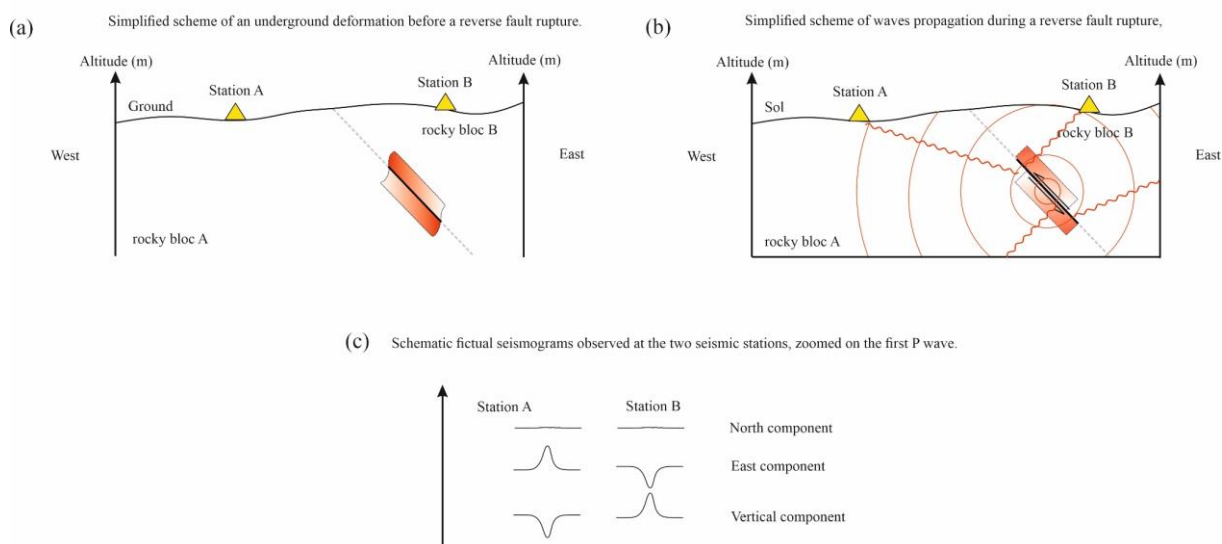 (a)
Simplified scheme of an underground deformation before a reverse fault rupture.
Altitude (m)
Altitude (m)
Station A
Station B
Ground
rocky bloc B
West
East
rocky bloc A
(b)
Simplified scheme of waves propagation during a reverse fault rupture,
Altitude (m)
Altitude (m)
Station A
Station B
Sol
rocky bloc B
West
East
rocky bloc A
(c)
Schematic fictual seismograms observed at the two seismic stations, zoomed on the first P wave.
Station A
Station B
North component
East component
Vertical component